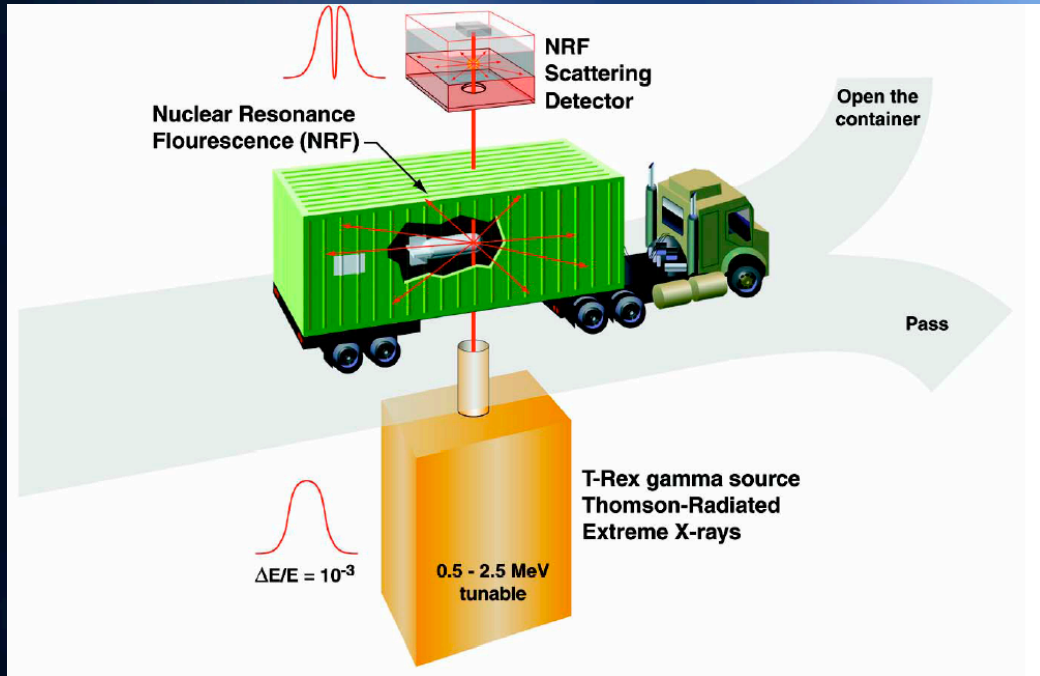 NRF
Scattering
Detector
Open the
container
Nuclear Resonance
Flourescence (NRF)
Pass
T-Rex gamma source
Thomson-Radiated
Extreme X-rays
ΔE/E = 10⁻³
0.5 - 2.5 MeV
tunable